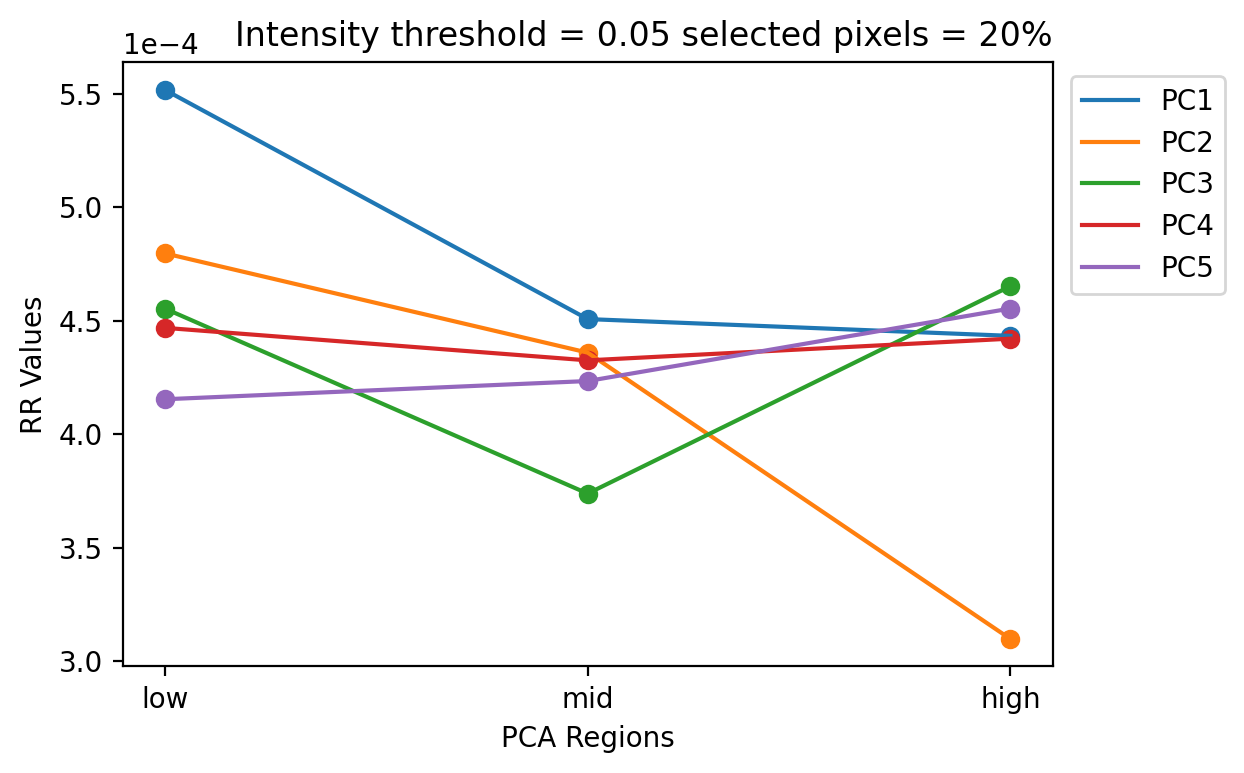 Intensity threshold = 0.05 selected pixels = 20%
1e−4
5.5
5.0
4.5
4.0
3.5
3.0
RR Values
low
mid
high
PCA Regions
PC1
PC2
PC3
PC4
PC5